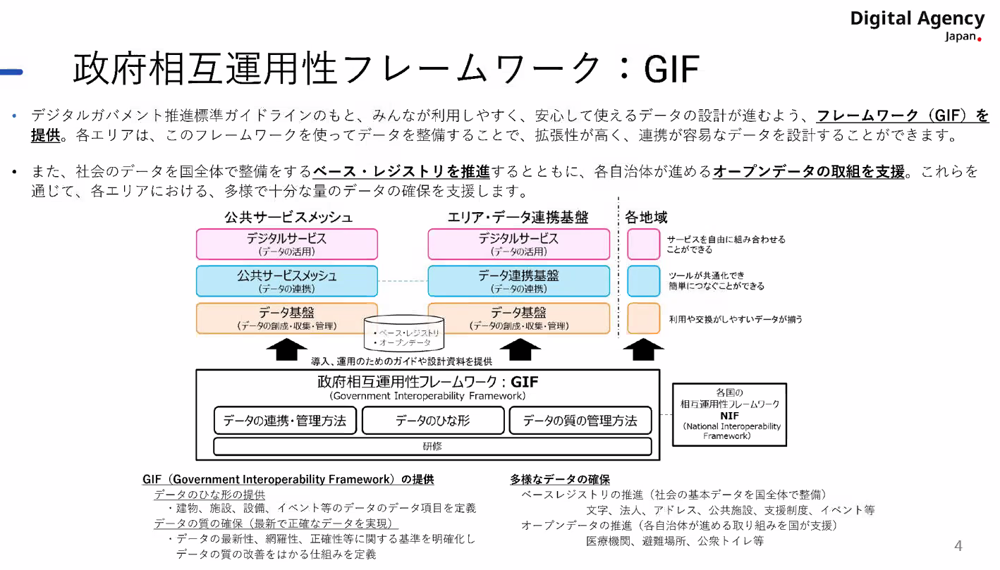 Digital Agency
Japan
政府相互運用性フレームワーク：GIF
• デジタルガバメント推進標準ガイドラインのもと、みんなが利用しやすく、安心して使えるデータの設計が進むよう、フレームワーク（GIF）を
提供。各エリアは、このフレームワークを使ってデータを整備することで、拡張性が高く、連携が容易なデータを設計することができます。
• また、社会のデータを国全体で整備をするベース・レジストリを推進するとともに、各自治体が進めるオープンデータの取組を支援。これらを
通じて、各エリアにおける、多様で十分な量のデータの確保を支援します。
公共サービスメッシュ
エリア・データ連携基盤
各地域
デジタルサービス
（データの活用）
デジタルサービス
（データの活用）
サービスを自由に組み合わせる
ことができる
公共サービスメッシュ
（データの連携）
データ連携基盤
（データの連携）
ツールが共通化でき
簡単につなぐことができる
データ基盤
（データの創成・収集・管理）
データ基盤
（データの創成・収集・管理）
利用や交換がしやすいデータが揃う
・ベース・レジストリ
・オープンデータ
導入、運用のためのガイドや設計資料を提供
政府相互運用性フレームワーク：GIF
（Government Interoperability Framework）
データの連携・管理方法
データのひな形
データの質の管理方法
研修
各国の
相互運用性フレームワーク
NIF
（National Interoperability
Framework）
GIF（Government Interoperability Framework）の提供
データのひな形の提供
・建物、施設、設備、イベント等のデータのデータ項目を定義
データの質の確保（最新で正確なデータを実現）
・データの最新性、網羅性、正確性等に関する基準を明確化し
データの質の改善をはかる仕組みを定義
多様なデータの確保
ベースレジストリの推進（社会の基本データを国全体で整備）
文字、法人、アドレス、公共施設、支援制度、イベント等
オープンデータの推進（各自治体が進める取り組みを国が支援）
医療機関、避難場所、公衆トイレ等
4